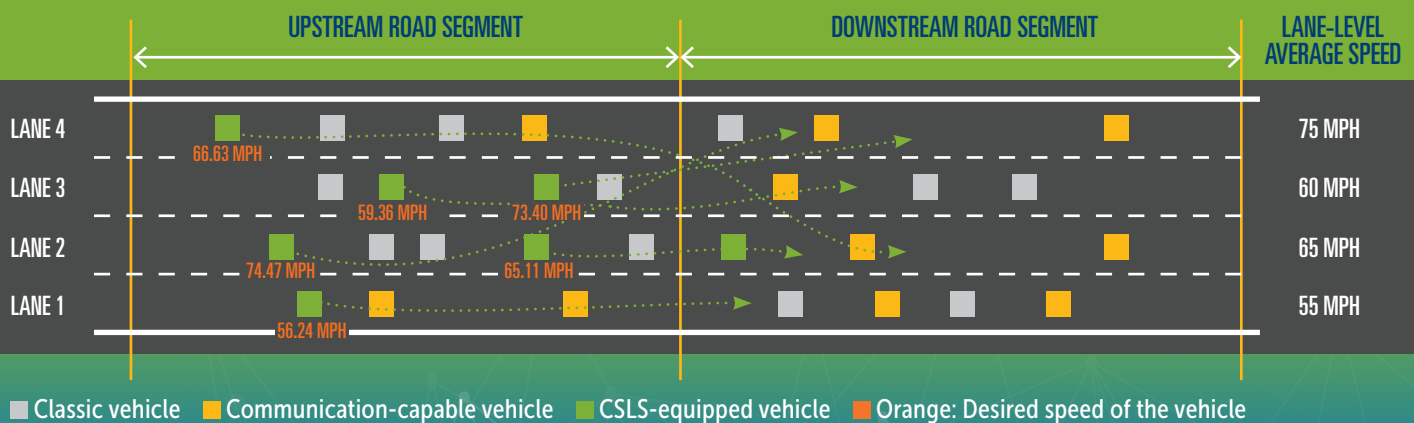 UPSTREAM ROAD SEGMENT
DOWNSTREAM ROAD SEGMENT
LANE-LEVEL
AVERAGE SPEED
LANE 4
75 MPH
66.63 MPH
LANE 3
60 MPH
59.36 MPH
73.40 MPH
LANE 2
65 MPH
74.47 MPH
65.11 MPH
LANE 1
55 MPH
56.24 MPH
Classic vehicle
Communication-capable vehicle
CSLS-equipped vehicle
Orange: Desired speed of the vehicle